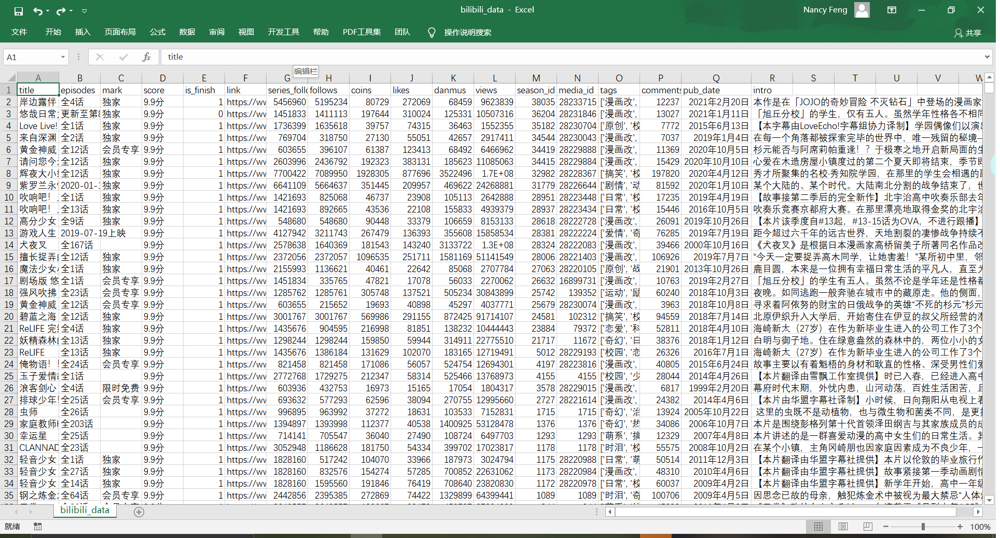 bilibili_data - Excel
Nancy Feng
文件 开始 插入 页面布局 公式 数据 审阅 视图 开发工具 帮助 PDF工具集 团队 操作说明搜索 共享
A1 fx title
编辑栏
A B C D E F G H I J K L M N O P Q R S T U V W
1 title episodes mark score is_finish link series_follo follows coins likes danmus views season_id media_id tags comments pub_date intro
2 岸边露伴 全4话 独家 9.9分 1 https://ww 5456960 5195234 80729 272069 68459 9623839 38035 28233715 ['漫画改', 12237 2021年2月20日 本作是在「JOJO的奇妙冒险 不灭钻石」中登场的漫画家
3 悠哉日常 更新至第8 独家 9.9分 0 https://ww 1451833 1411113 197644 310024 125331 10507316 36204 28231846 ['漫画改', 13027 2021年1月11日 「旭丘分校」的学生，仅有五人。虽然学年性格各不相同
4 Love Live! 全1话 独家 9.9分 1 https://ww 1736399 1635618 39757 74315 36463 1552355 35182 28230704 ['原创', '校 7772 2015年6月13日 【本字幕由LoveEcho!字幕组协力译制】学园偶像们以演出
5 来自深渊 全2话 独家 9.9分 1 https://ww 769704 318750 27130 55051 42657 2917411 34544 28230043 ['漫画改', 7037 2019年1月4日 在每一个角落都被探索完毕的世界中，唯一残留的秘境—
6 黄金神威 全12话 会员专享 9.9分 1 https://ww 603655 396107 61387 123413 68492 6466962 34419 28229888 ['漫画改', 11369 2020年10月5日 杉元能否与阿席莉帕重逢！？于极寒之地开启新局面的生
7 请问您今 全12话 独家 9.9分 1 https://ww 2603996 2436792 192323 383131 185623 11085063 34415 28229884 ['漫画改', 15429 2020年10月10日 心爱在木造房屋小镇度过的第二个夏天即将结束，季节即
8 辉夜大小姐 全12话 独家 9.9分 1 https://ww 7700422 7089950 1928305 877696 3522496 1.7E+08 32982 28228367 ['搞笑', '校 197820 2020年4月12日 秀才所聚集的名校·秀知院学园，在那里的学生会相遇的副
9 紫罗兰永 2020-01-1 独家 9.9分 1 https://ww 6641109 5664637 351445 209957 469622 24268881 31779 28226644 ['剧情', '动 81592 2020年1月10日 某个大陆的、某个时代。大陆南北分割的战争结束了，世
10 吹响吧！ 全1话 独家 9.9分 1 https://ww 1421693 825068 46737 23908 105113 2642888 28951 28223448 ['日常', '校 17235 2019年4月19日 【故事接第二季后的完全新作】北宇治高中吹奏乐部去年
11 吹响吧！ 全13话 独家 9.9分 1 https://ww 1421693 892665 43536 22108 155833 4939379 28937 28223434 ['日常', '校 15446 2016年10月5日 吹奏乐竞赛京都府大赛。在那里漂亮地取得金奖的北宇治
12 高分少女 全9话 独家 9.9分 1 https://ww 548680 548680 90448 33379 106659 8153133 28618 28222728 ['漫画改', 26091 2019年10月26日 【本片该季度自#13起，#13-15话为OVA，不进行跟播】
13 游戏人生 2019-07-19上映 9.9分 1 https://ww 4127942 3211743 267479 136393 355608 15858534 28381 28222224 ['爱情', '奇 76285 2019年7月19日 距今超过六千年的远古世界，天地割裂的凄惨战争持续不
14 犬夜叉 全167话 9.9分 1 https://ww 2578638 1640369 181543 143240 3133722 1.3E+08 28324 28222083 ['漫画改', 39466 2000年10月16日 《犬夜叉》是根据日本漫画家高桥留美子所著同名作品改
15 擅长捉弄的 全12话 独家 9.9分 1 https://ww 2372056 2372057 1096535 251711 1581169 51141549 28006 28221403 ['漫画改', 106926 2019年7月7日 “今天一定要捉弄高木同学，让她害羞！”某所初中里，邻
16 魔法少女小 全1话 独家 9.9分 1 https://ww 2155993 1136621 40461 22642 85068 2707784 27063 28220105 ['原创', '战 21901 2013年10月26日 鹿目圆，本来是一位拥有幸福日常生活的平凡人，直至为
17 剧场版 悠 全1话 会员专享 9.9分 1 https://ww 1451834 335765 47821 17078 56033 2270062 26632 16899731 ['漫画改', 10763 2019年2月27日 「旭丘分校」的学生有五人。虽然不论是学年还是性格都
18 强风吹拂 全23话 会员专享 9.9分 1 https://ww 1285762 1285761 305748 137521 505234 30843899 25742 139352 ['运动', '励 60240 2018年10月3日 夜晚。如同逃跑一般奔驰在城市中的藏原走。他的侧面，
19 黄金神威 全12话 会员专享 9.9分 1 https://ww 603655 215652 19693 40898 45297 4037771 25679 28230074 ['漫画改', 3963 2018年10月8日 寻求着阿依努的财宝的日俄战争的英雄“不死的杉元”杉元
20 碧蓝之海 全12话 独家 9.9分 1 https://ww 3001767 3001767 569986 291155 872425 91714107 24581 102312 ['搞笑', '校 94559 2018年7月14日 北原伊织升入大学后，开始寄住在伊豆的叔父所经营的潜
21 ReLIFE 完结 全4话 独家 9.9分 1 https://ww 1435676 904595 216998 81851 138232 10444443 23884 79372 ['恋爱', '科 52811 2018年4月10日 海崎新太（27岁）在作为新毕业生进入的公司工作了3个
22 妖精森林的 全13话 独家 9.9分 1 https://ww 1298244 1298244 159850 59944 314911 22775510 21717 11672 ['奇幻', '日 38376 2018年1月12日 白明与御子地。住在绿意盎然的森林中的，两位小小的女
23 ReLIFE 全13话 独家 9.9分 1 https://ww 1435676 1386184 131629 102070 183165 12719491 5012 28229193 ['校园', '恋 26326 2016年7月1日 海崎新太（27岁）在作为新毕业生进入的公司工作了3个
24 俺物语！！ 全24话 会员专享 9.9分 1 https://ww 821458 821458 171086 56057 524754 12694301 4197 28223816 ['漫画改', 40805 2015年6月24日 故事主要以有着魁梧的身材和耿直的性格、深受男性们爱
25 玉子爱情故 全1话 9.9分 1 https://ww 2772768 1729275 212347 58314 525466 13768973 4155 4155 ['校园', '少 28044 2014年4月26日 【本片翻译由雪飘工作室提供】时已入春，已经进入高中
26 浪客剑心 全4话 限时免费 9.9分 1 https://ww 603936 432753 16973 15165 17054 1804317 3578 28229015 ['漫画改', 6817 1999年2月20日 幕府时代末期，外忧内患，山河动荡，百姓生活困苦，且
27 排球少年! 全25话 会员专享 9.9分 1 https://ww 693632 577293 62596 38094 270755 12995660 2727 28221614 ['漫画改', 24382 2014年4月6日 【本片由华盟字幕社译制】小时候，日向翔阳从电视上看
28 虫师 全26话 9.9分 1 https://ww 996895 963992 37272 18631 103533 7152831 1715 1715 ['奇幻', '治 13924 2005年10月22日 这里的虫既不是动植物，也与微生物和菌类不同，是更接
29 家庭教师H 全203话 9.9分 1 https://ww 1394897 1393998 112377 40538 1400925 53128478 1376 1376 ['奇幻', '热 34086 2006年10月7日 本片是围绕彭格列第十代首领泽田纲吉与其家族成员的成
30 幸运星 全25话 9.9分 1 https://ww 714141 705547 36040 27490 108724 6497703 1293 1293 ['萌系', '搞 12329 2007年4月8日 本片讲述的是一群喜爱动漫的高中女生们的日常生活。其
31 CLANNAD 全23话 9.9分 1 https://ww 3052948 1186628 181750 54334 399702 17023817 1178 1178 ['时泪', '校 55575 2008年10月2日 在某个小镇，主角冈崎朋也因家庭因素成为不良少年，一
32 轻音少女 全1话 独家 9.9分 1 https://ww 1828160 517242 104070 33966 187973 3024794 1175 28220988 ['日常', '萌 50514 2011年12月3日 【本片翻译由华盟字幕社提供】本片以伦敦的毕业旅行作
33 轻音少女 全27话 独家 9.9分 1 https://ww 1828160 832576 154274 57285 700852 22631062 1173 28220984 ['漫画改', 48310 2010年4月6日 【本片翻译由华盟字幕社提供】故事紧接第一季动画剧情
34 轻音少女 全14话 独家 9.9分 1 https://ww 1828160 1595560 191846 76419 708640 23820830 1172 28220978 ['日常', '校 60037 2009年4月2日 【本片翻译由华盟字幕社提供】新学年开始，高中一年级
35 钢之炼金 全64话 会员专享 9.9分 1 https://ww 2442856 2395385 272869 74422 1329899 64399441 1089 1089 ['时泪', '奇 100706 2009年4月5日 因思念已故的母亲，触犯炼金术中被视为最大禁忌“人体炼
bilibili_data
就绪 100%